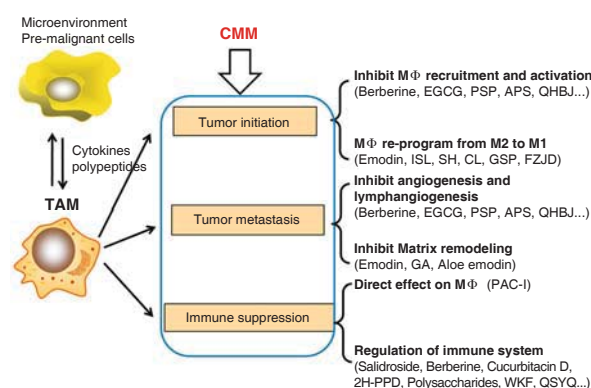 Microenvironment
Pre-malignant cells
CMM
Cytokines
polypeptides
TAM
Tumor initiation
Tumor metastasis
Immune suppression
Inhibit MΦ recruitment and activation
(Berberine, EGCG, PSP, APS, QHBJ...)
MΦ re-program from M2 to M1
(Emodin, ISL, SH, CL, GSP, FZJD)
Inhibit angiogenesis and
lymphangiogenesis
(Berberine, EGCG, PSP, APS, QHBJ...)
Inhibit Matrix remodeling
(Emodin, GA, Aloe emodin)
Direct effect on MΦ (PAC-I)
Regulation of immune system
(Salidroside, Berberine, Cucurbitacin D,
2H-PPD, Polysaccharides, WKF, QSYQ...)